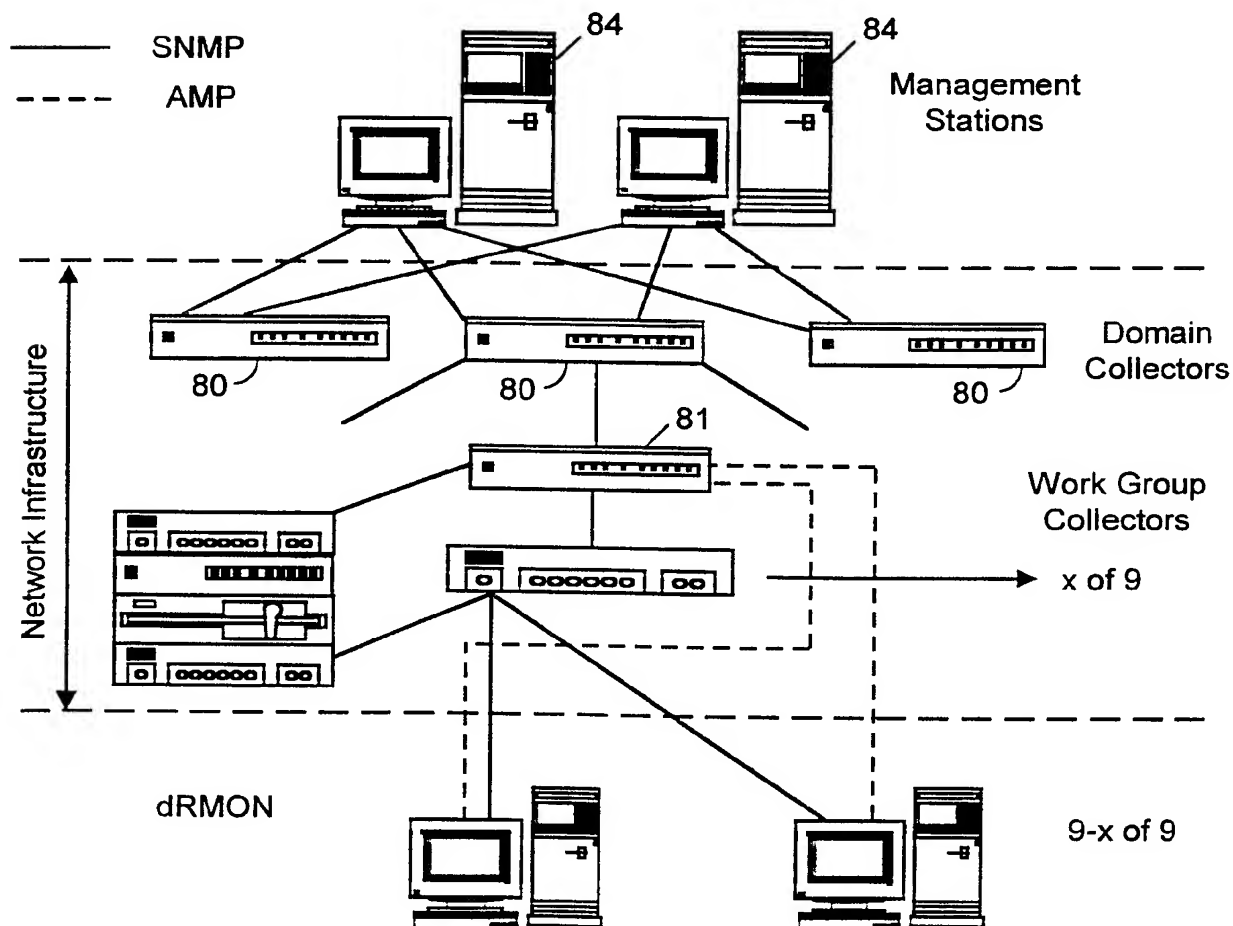 SNMP
AMP
84
84
Management
Stations
Network Infrastructure
80
80
80
Domain
Collectors
81
Work Group
Collectors
x of 9
dRMON
9-x of 9